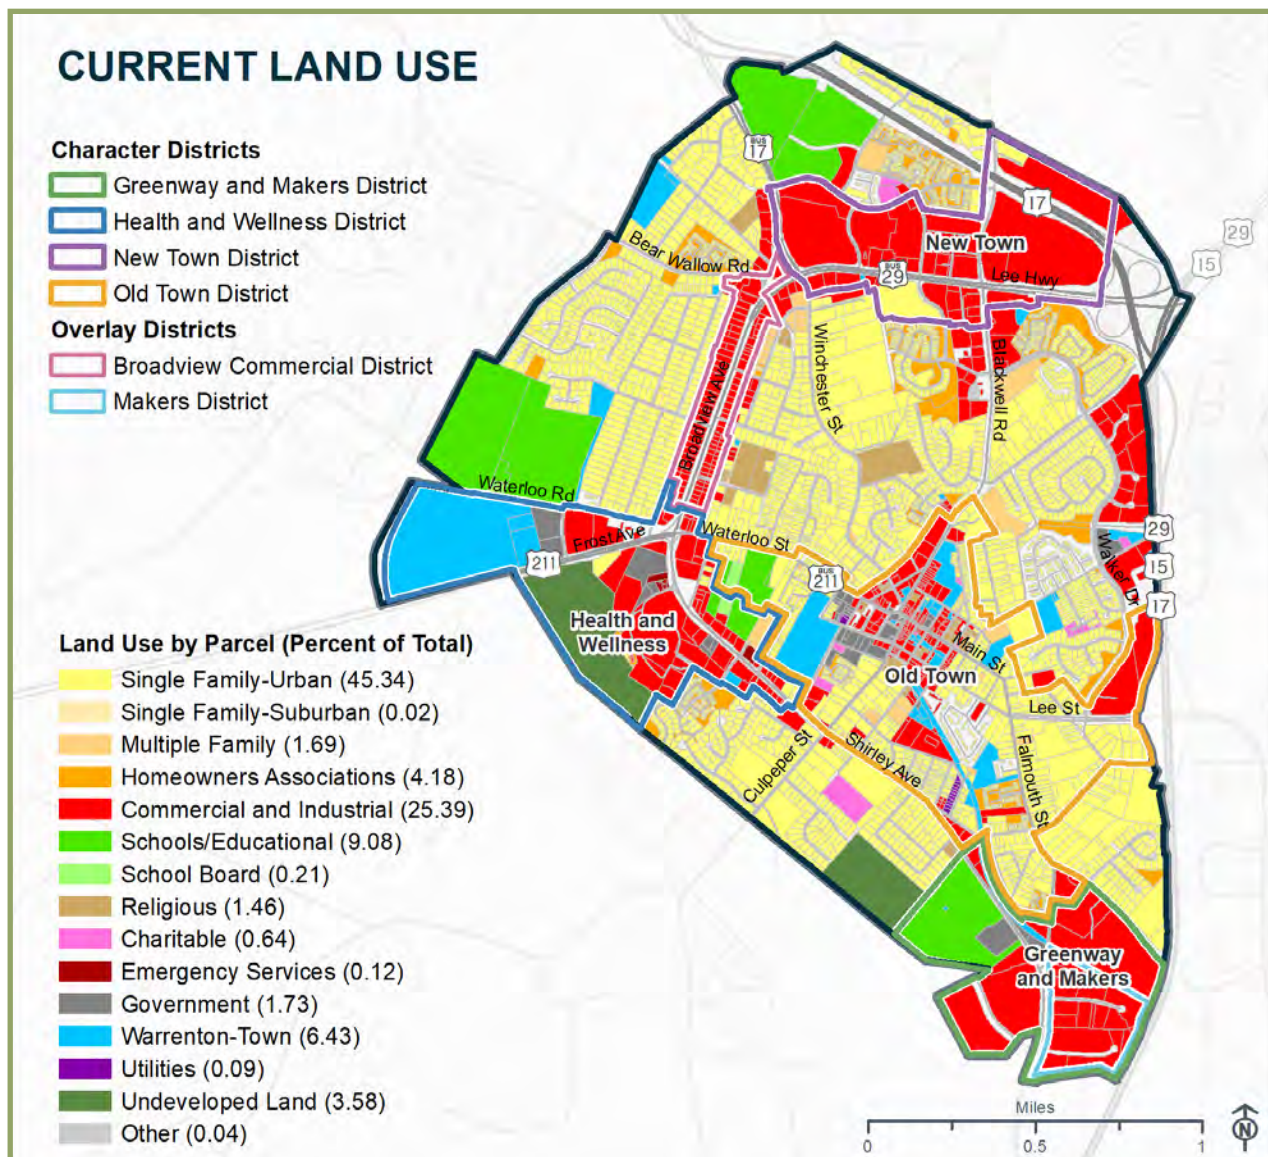 CURRENT LAND USE
Character Districts
Greenway and Makers District
Health and Wellness District
New Town District
Old Town District
Overlay Districts
Broadview Commercial District
Makers District
Land Use by Parcel (Percent of Total)
Single Family-Urban (45.34)
Single Family-Suburban (0.02)
Multiple Family (1.69)
Homeowners Associations (4.18)
Commercial and Industrial (25.39)
Schools/Educational (9.08)
School Board (0.21)
Religious (1.46)
Charitable (0.64)
Emergency Services (0.12)
Government (1.73)
Warrenton-Town (6.43)
Utilities (0.09)
Undeveloped Land (3.58)
Other (0.04)
BUS
17
17
29
15
New Town
BUS
29
Lee Hwy
Bear Wallow Rd
Winchester St
Blackwell Rd
Broadview Ave
Waterloo Rd
Frost Ave
Waterloo St
211
BUS
211
29
15
17
Walker Dr
Health and
Wellness
Main St
Old Town
Lee St
Culpeper St
Shirley Ave
Falmouth St
Greenway
and Makers
Miles
0
0.5
1
N